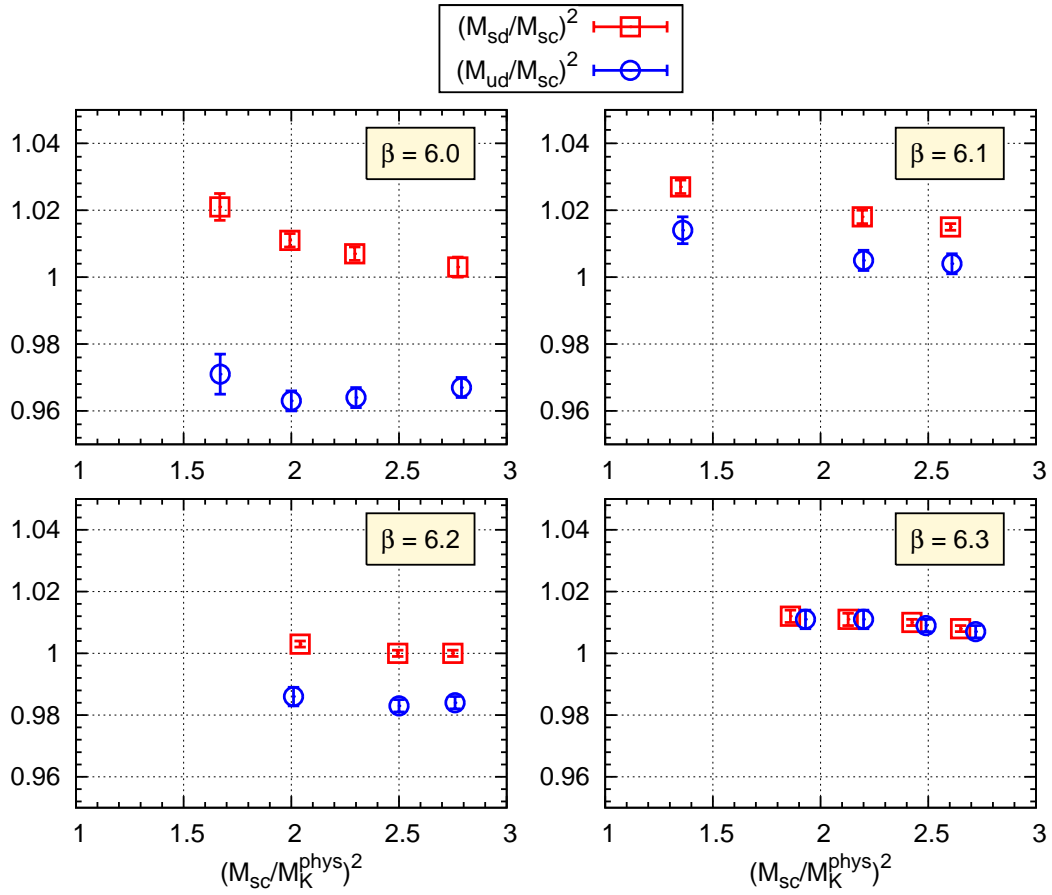 (M_sd/M_sc)^2
(M_ud/M_sc)^2
β = 6.0
1.04
1.02
1
0.98
0.96
1 1.5 2 2.5 3
β = 6.1
1.04
1.02
1
0.98
0.96
1 1.5 2 2.5 3
β = 6.2
1.04
1.02
1
0.98
0.96
1 1.5 2 2.5 3
(M_sc/M_K^phys)^2
β = 6.3
1.04
1.02
1
0.98
0.96
1 1.5 2 2.5 3
(M_sc/M_K^phys)^2